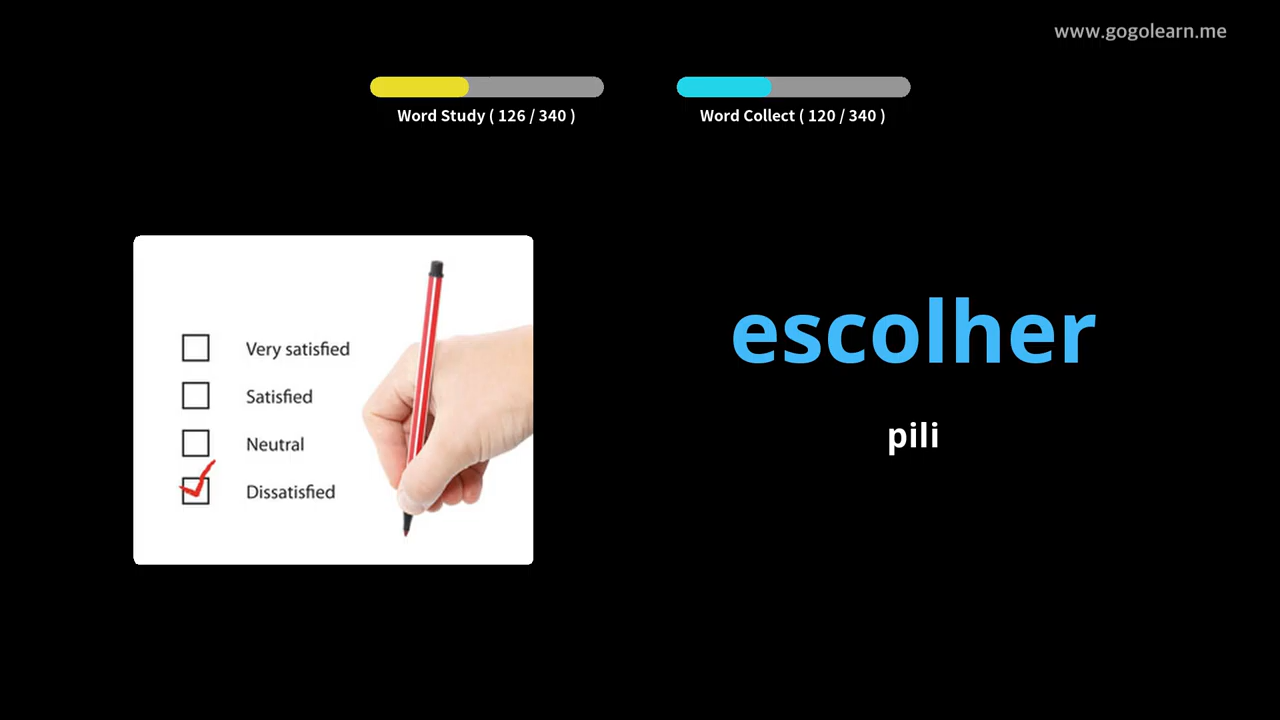 www.gogolearn.me
Word Study ( 126 / 340 )
Word Collect ( 120 / 340 )
Very satisfied
Satisfied
Neutral
Dissatisfied
escolher
pili